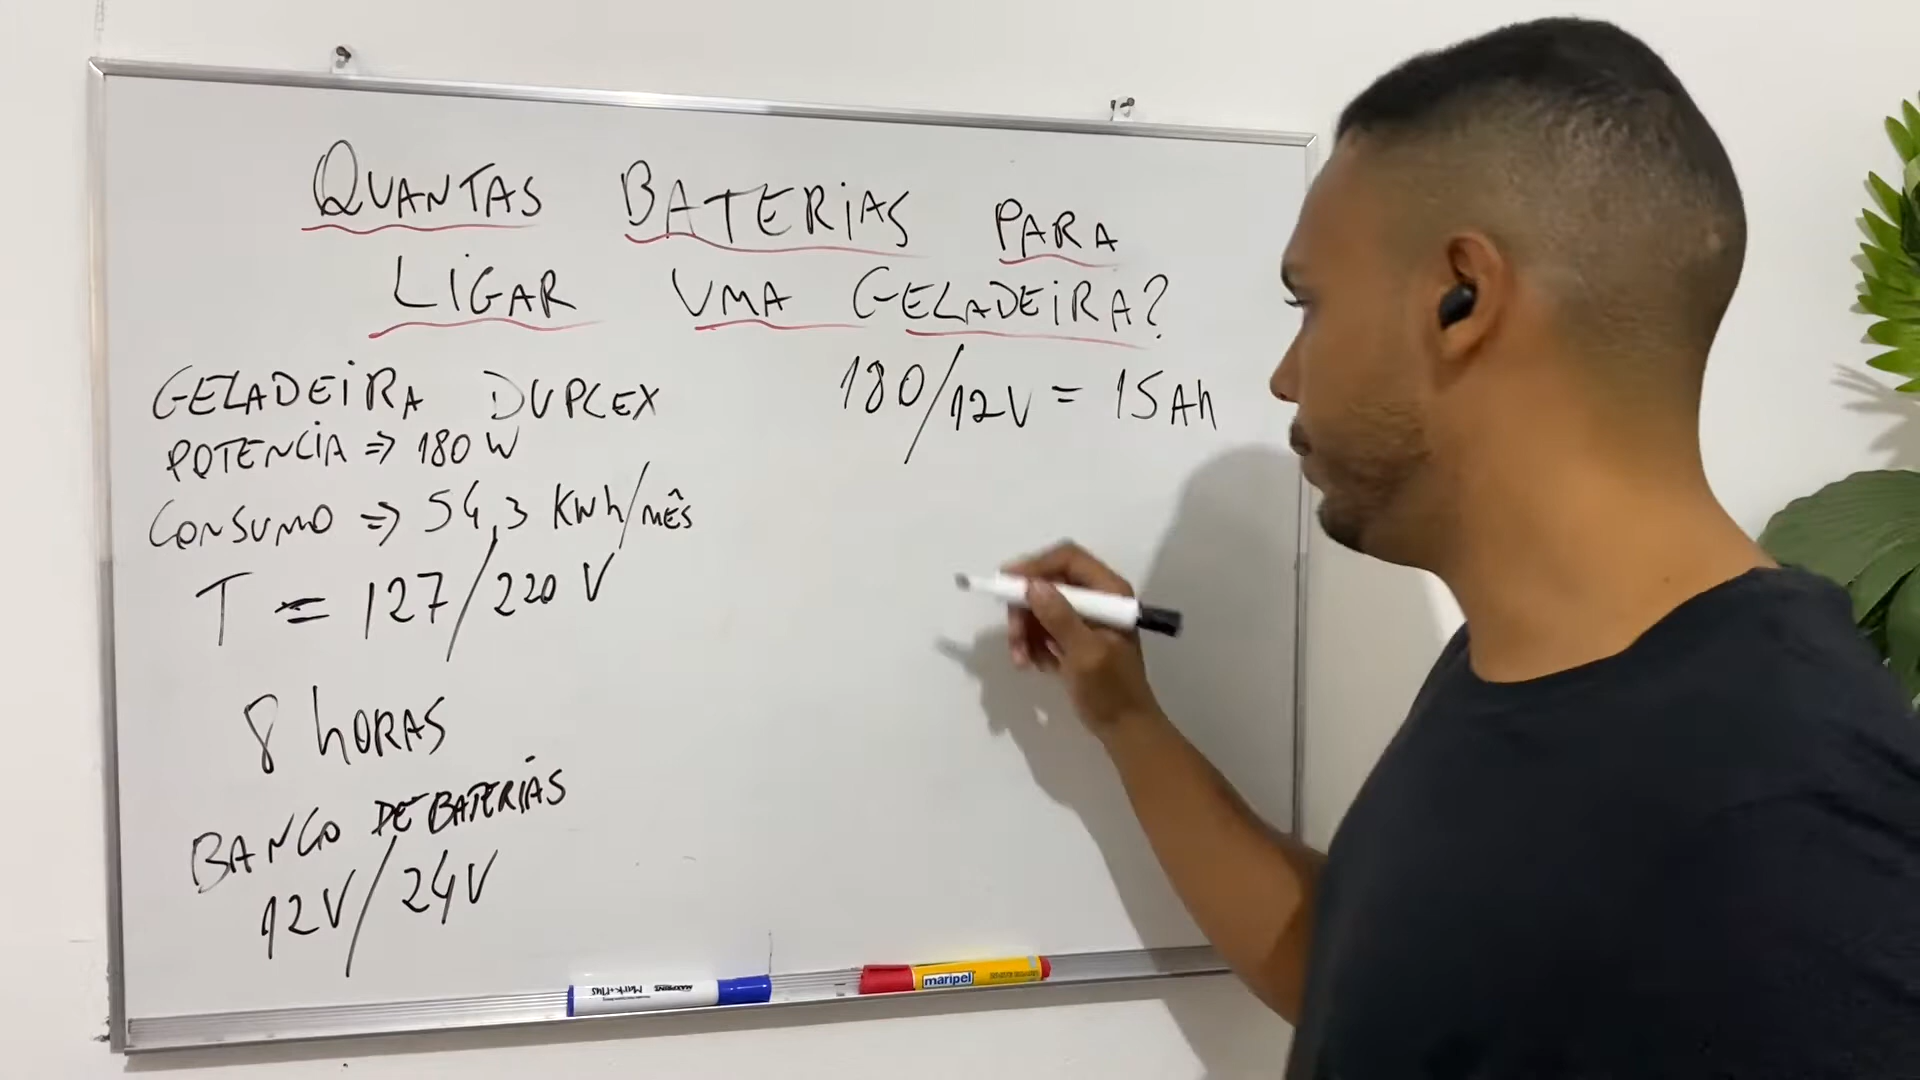 QUANTAS BATERIAS PARA
LIGAR UMA GELADEIRA?
GELADEIRA DUPLEX
POTENCIA => 180 W
CONSUMO => 54,3 KWh/MÊS
T = 127/220 V
8 hORAS
BANCO DE BATERIAS
12V/24V
180/12V = 15Ah
maripel